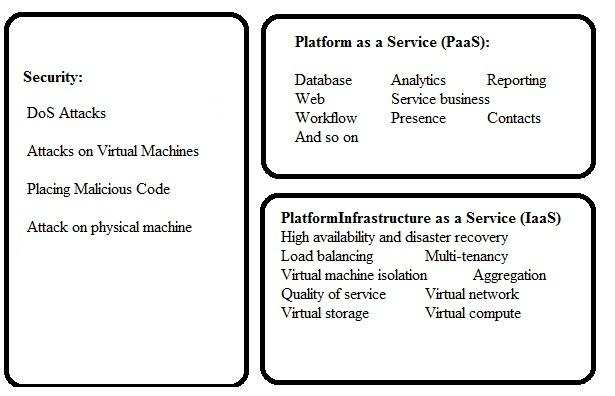 Security:
DoS Attacks
Attacks on Virtual Machines
Placing Malicious Code
Attack on physical machine
Platform as a Service (PaaS):
Database Analytics Reporting
Web Service business
Workflow Presence Contacts
And so on
PlatformInfrastructure as a Service (IaaS)
High availability and disaster recovery
Load balancing Multi-tenancy
Virtual machine isolation Aggregation
Quality of service Virtual network
Virtual storage Virtual compute